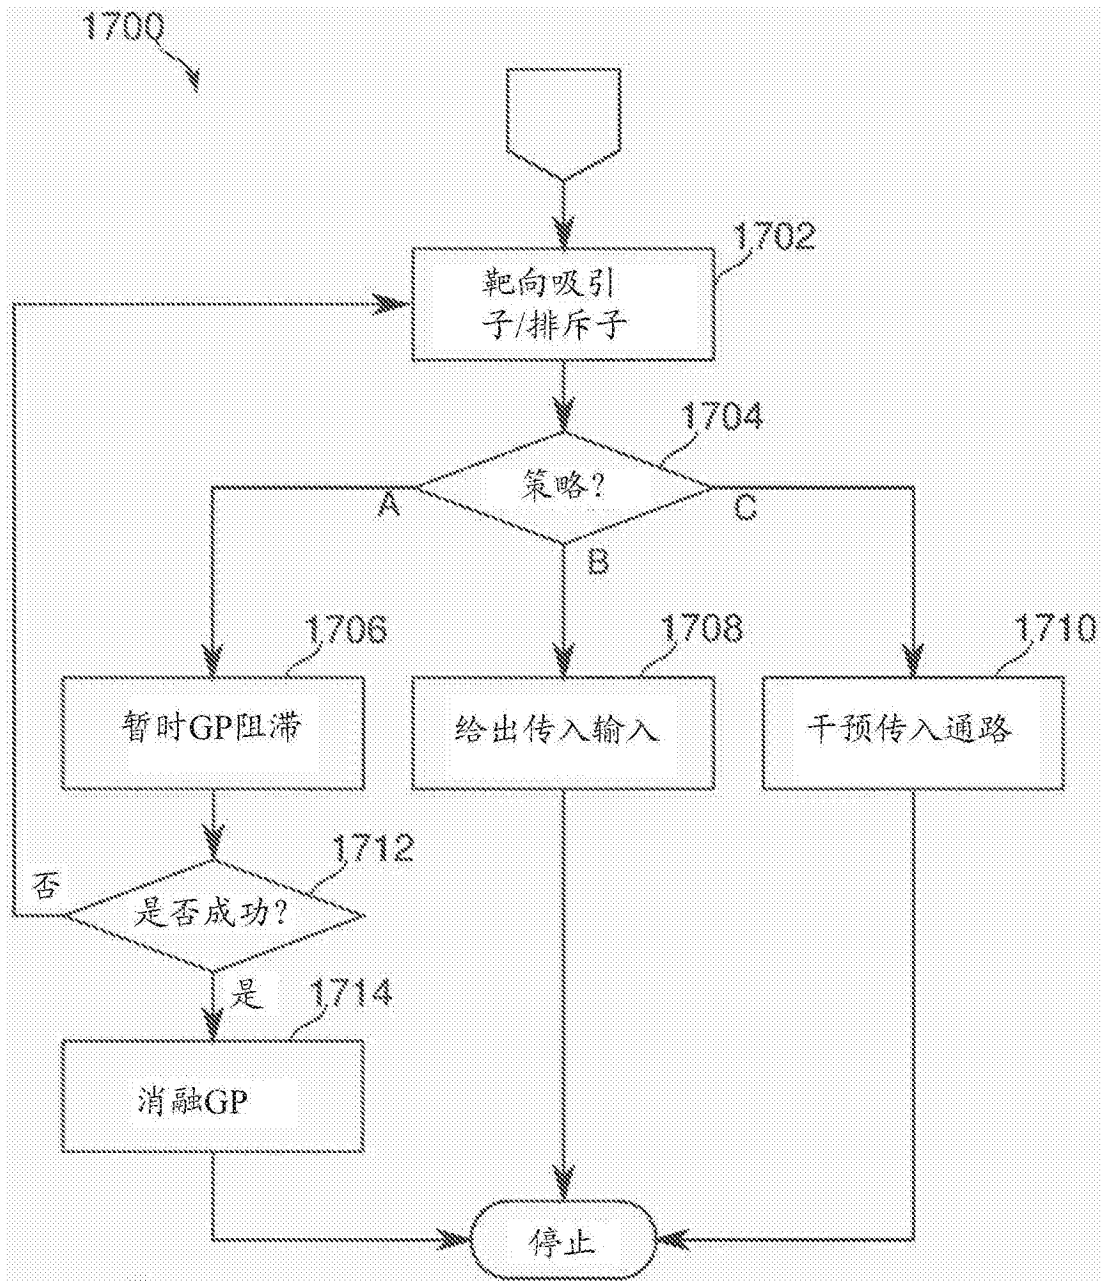 1700
1702
靶向吸引
子/排斥子
1704
策略?
A
C
B
1706
1708
1710
暂时GP阻滞
给出传入输入
干预传入通路
1712
否
是否成功?
是
1714
消融GP
停止